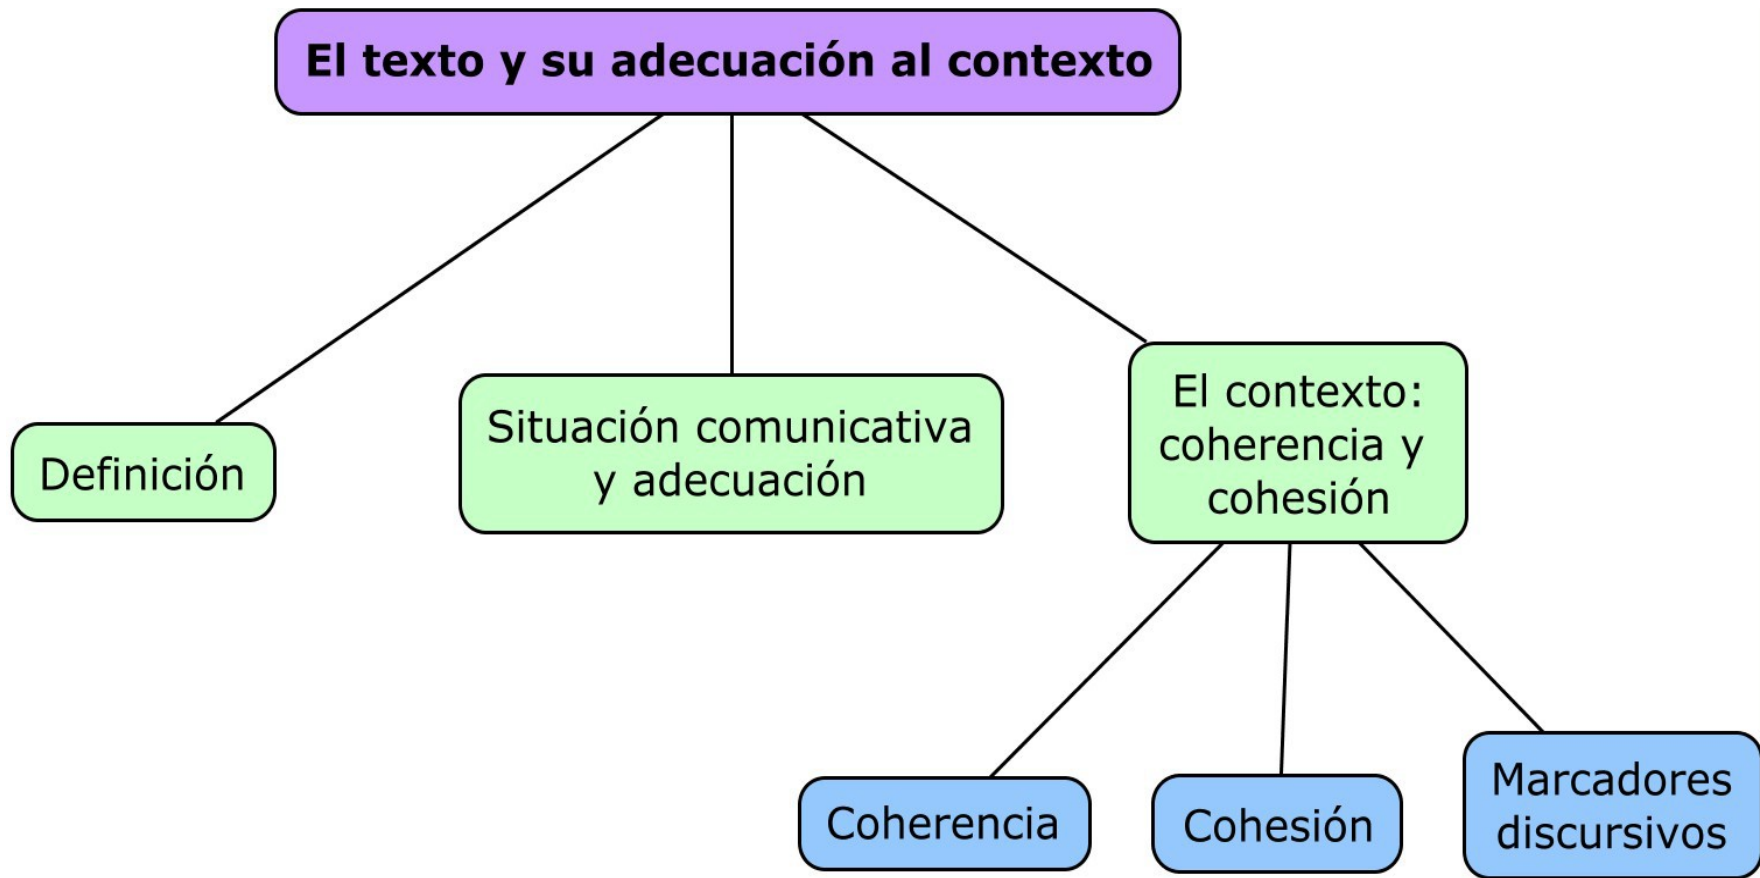 El texto y su adecuación al contexto
Definición
Situación comunicativa
y adecuación
El contexto:
coherencia y
cohesión
Coherencia
Cohesión
Marcadores
discursivos